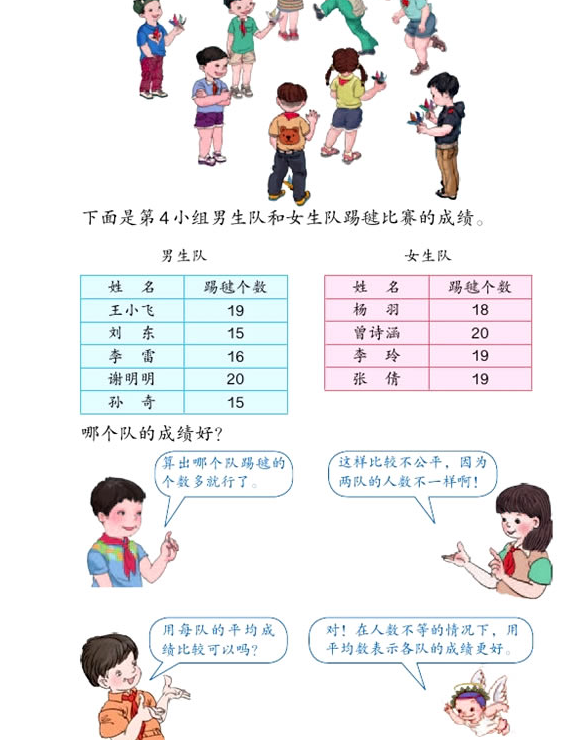 下面是第4小组男生队和女生队踢毽比赛的成绩。
男生队 女生队
姓 名 踢毽个数 姓 名 踢毽个数
王小飞 19 杨 羽 18
刘 东 15 曾诗涵 20
李 雷 16 李 玲 19
谢明明 20 张 倩 19
孙 奇 15
哪个队的成绩好?
算出哪个队踢毽的
个数多就行了。
这样比较不公平,因为
两队的人数不一样啊!
用每队的平均成
绩比较可以吗?
对!在人数不等的情况下,用
平均数表示各队的成绩更好。